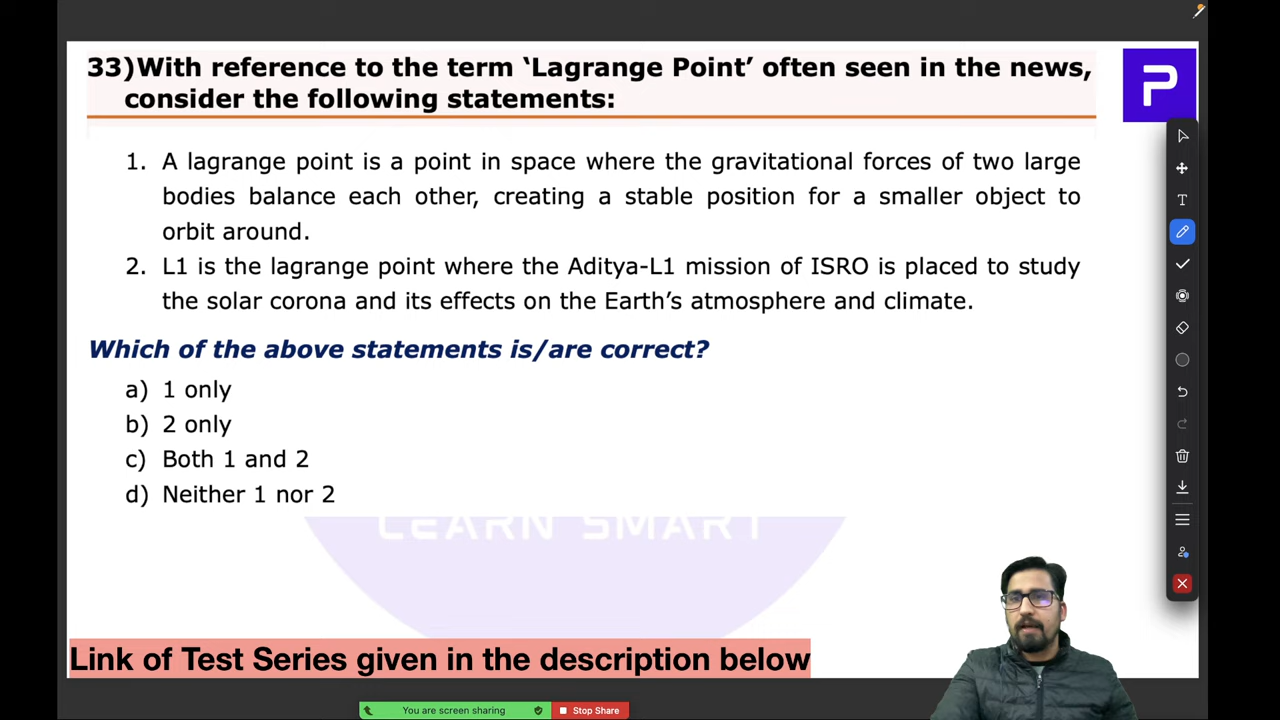 33)With reference to the term ‘Lagrange Point’ often seen in the news,
consider the following statements:
P
1. A lagrange point is a point in space where the gravitational forces of two large
bodies balance each other, creating a stable position for a smaller object to
orbit around.
2. L1 is the lagrange point where the Aditya-L1 mission of ISRO is placed to study
the solar corona and its effects on the Earth’s atmosphere and climate.
Which of the above statements is/are correct?
a) 1 only
b) 2 only
c) Both 1 and 2
d) Neither 1 nor 2
LEARN SMART
Link of Test Series given in the description below
You are screen sharing
Stop Share